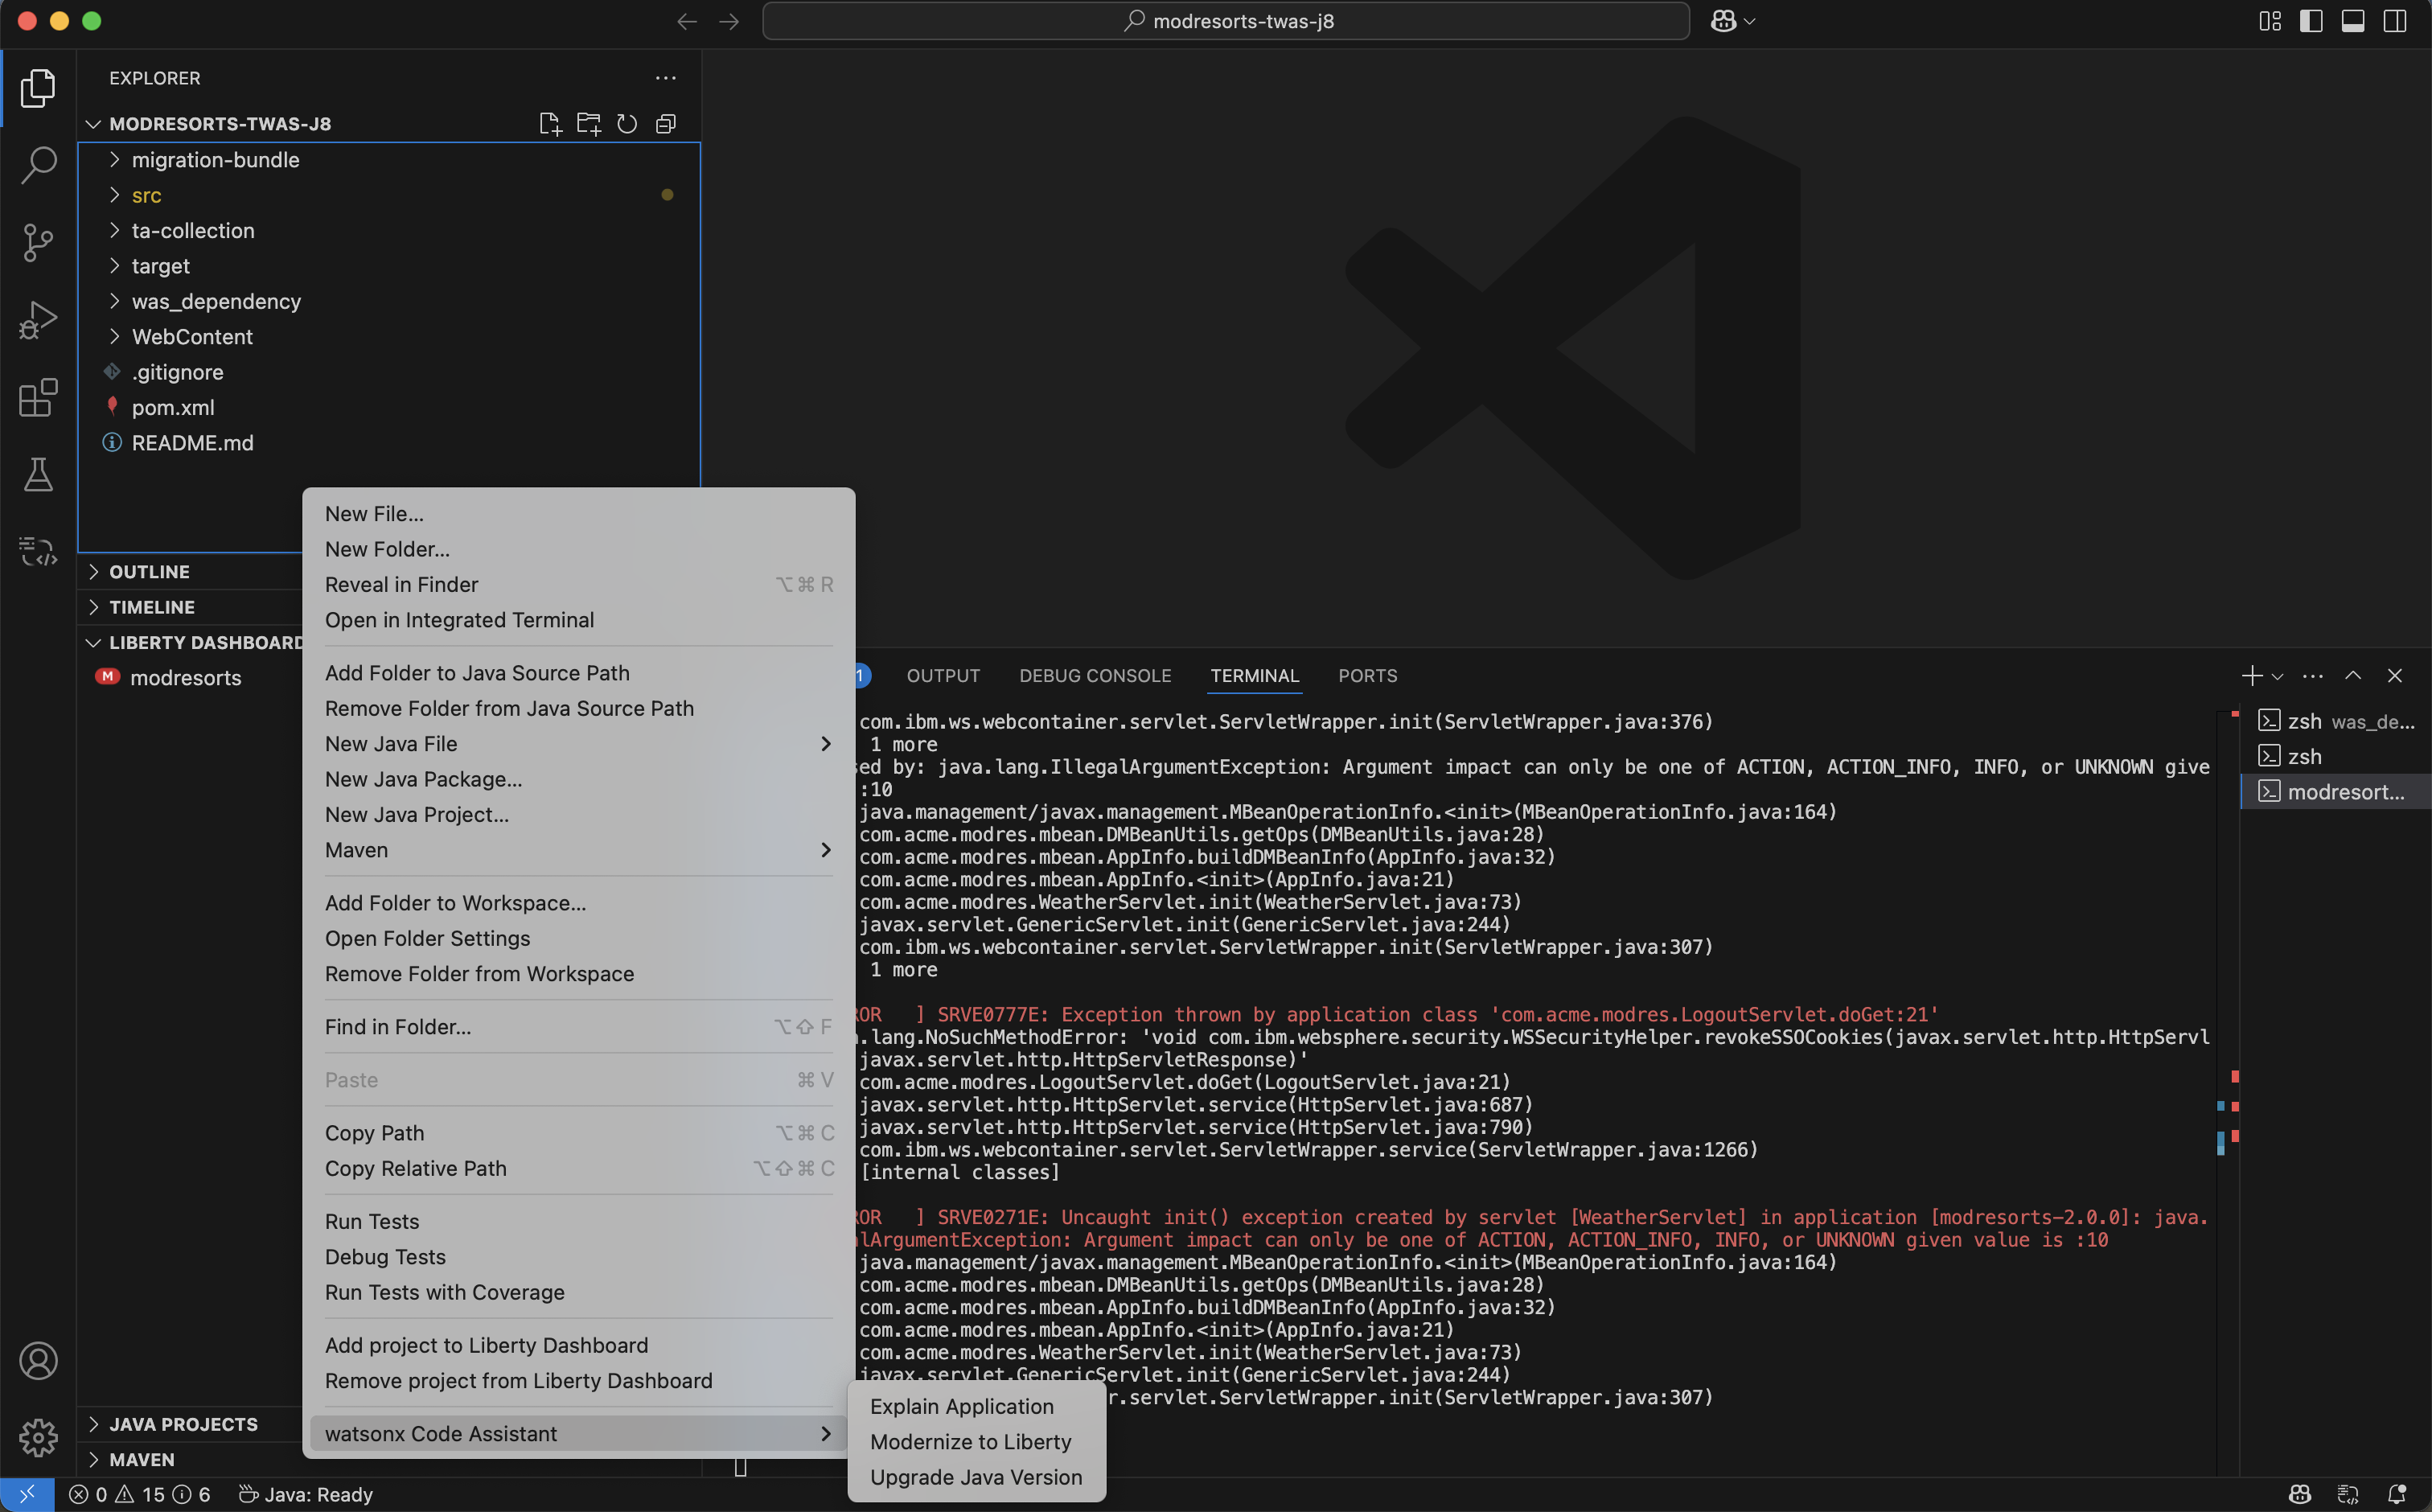 modresorts-twas-j8
EXPLORER
MODRESORTS-TWAS-J8
migration-bundle
src
ta-collection
target
was_dependency
WebContent
.gitignore
pom.xml
README.md
OUTLINE
TIMELINE
LIBERTY DASHBOARD
M modresorts
JAVA PROJECTS
MAVEN
New File...
New Folder...
Reveal in Finder ⌥⌘R
Open in Integrated Terminal
Add Folder to Java Source Path
Remove Folder from Java Source Path
New Java File
New Java Package...
New Java Project...
Maven
Add Folder to Workspace...
Open Folder Settings
Remove Folder from Workspace
Find in Folder... ⌥⇧F
Paste ⌘V
Copy Path ⌥⌘C
Copy Relative Path ⌥⇧⌘C
Run Tests
Debug Tests
Run Tests with Coverage
Add project to Liberty Dashboard
Remove project from Liberty Dashboard
watsonx Code Assistant
Explain Application
Modernize to Liberty
Upgrade Java Version
1 OUTPUT DEBUG CONSOLE TERMINAL PORTS
com.ibm.ws.webcontainer.servlet.ServletWrapper.init(ServletWrapper.java:376)
1 more
sed by: java.lang.IllegalArgumentException: Argument impact can only be one of ACTION, ACTION_INFO, INFO, or UNKNOWN give
:10
java.management/javax.management.MBeanOperationInfo.<init>(MBeanOperationInfo.java:164)
com.acme.modres.mbean.DMBeanUtils.getOps(DMBeanUtils.java:28)
com.acme.modres.mbean.AppInfo.buildDMBeanInfo(AppInfo.java:32)
com.acme.modres.mbean.AppInfo.<init>(AppInfo.java:21)
com.acme.modres.WeatherServlet.init(WeatherServlet.java:73)
javax.servlet.GenericServlet.init(GenericServlet.java:244)
com.ibm.ws.webcontainer.servlet.ServletWrapper.init(ServletWrapper.java:307)
1 more
ROR ] SRVE0777E: Exception thrown by application class 'com.acme.modres.LogoutServlet.doGet:21'
.lang.NoSuchMethodError: 'void com.ibm.websphere.security.WSSecurityHelper.revokeSSOCookies(javax.servlet.http.HttpServl
javax.servlet.http.HttpServletResponse)'
com.acme.modres.LogoutServlet.doGet(LogoutServlet.java:21)
javax.servlet.http.HttpServlet.service(HttpServlet.java:687)
javax.servlet.http.HttpServlet.service(HttpServlet.java:790)
com.ibm.ws.webcontainer.servlet.ServletWrapper.service(ServletWrapper.java:1266)
[internal classes]
ROR ] SRVE0271E: Uncaught init() exception created by servlet [WeatherServlet] in application [modresorts-2.0.0]: java.
lArgumentException: Argument impact can only be one of ACTION, ACTION_INFO, INFO, or UNKNOWN given value is :10
java.management/javax.management.MBeanOperationInfo.<init>(MBeanOperationInfo.java:164)
com.acme.modres.mbean.DMBeanUtils.getOps(DMBeanUtils.java:28)
com.acme.modres.mbean.AppInfo.buildDMBeanInfo(AppInfo.java:32)
com.acme.modres.mbean.AppInfo.<init>(AppInfo.java:21)
com.acme.modres.WeatherServlet.init(WeatherServlet.java:73)
javax.servlet.GenericServlet.init(GenericServlet.java:244)
r.servlet.ServletWrapper.init(ServletWrapper.java:307)
zsh was_de...
zsh
modresort...
0 15 6 Java: Ready